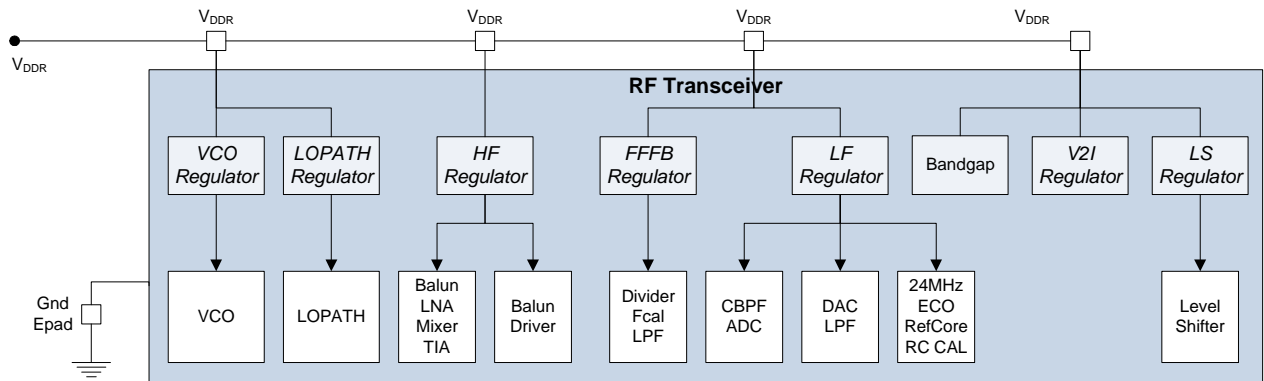 VDDR
VDDR
VDDR
VDDR
VDDR
RF Transceiver
VCO
Regulator
LOPATH
Regulator
HF
Regulator
FFFB
Regulator
LF
Regulator
Bandgap
V2I
Regulator
LS
Regulator
Gnd
Epad
VCO
LOPATH
Balun
LNA
Mixer
TIA
Balun
Driver
Divider
Fcal
LPF
CBPF
ADC
DAC
LPF
24MHz
ECO
RefCore
RC CAL
Level
Shifter